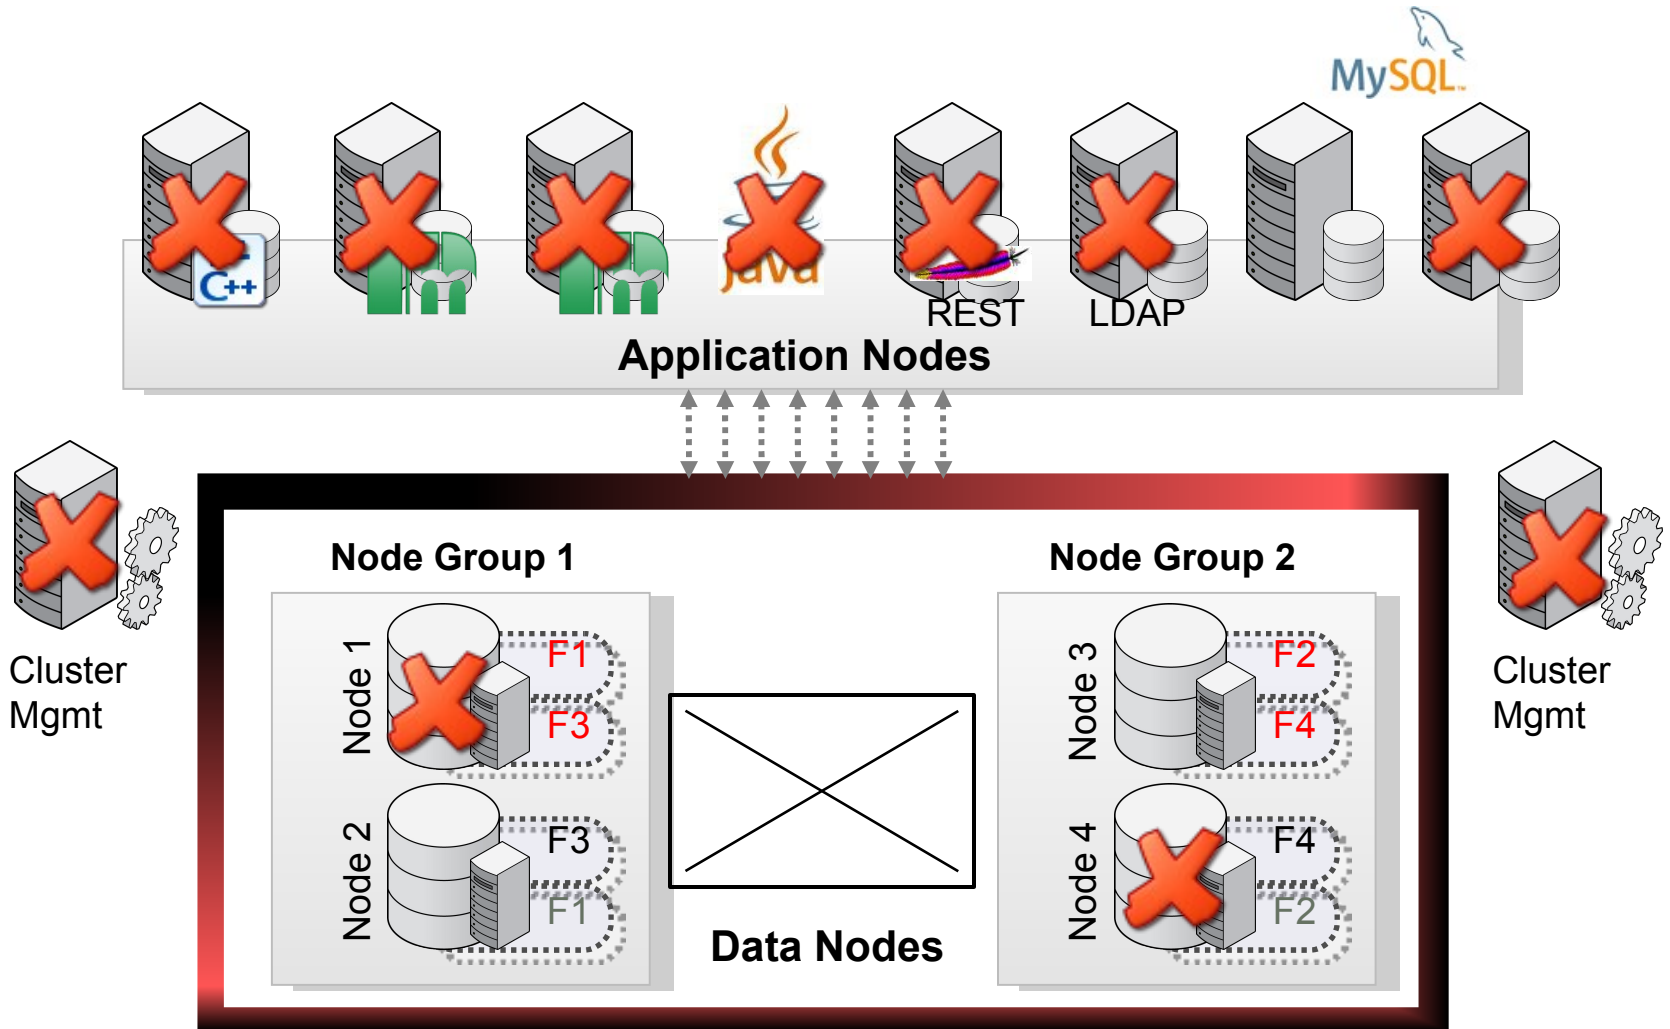 MySQL™
C++
Java
REST
LDAP
Application Nodes
Cluster
Mgmt
Node Group 1
Node 1
F1
F3
Node 2
F3
F1
Data Nodes
Node Group 2
Node 3
F2
F4
Node 4
F4
F2
Cluster
Mgmt